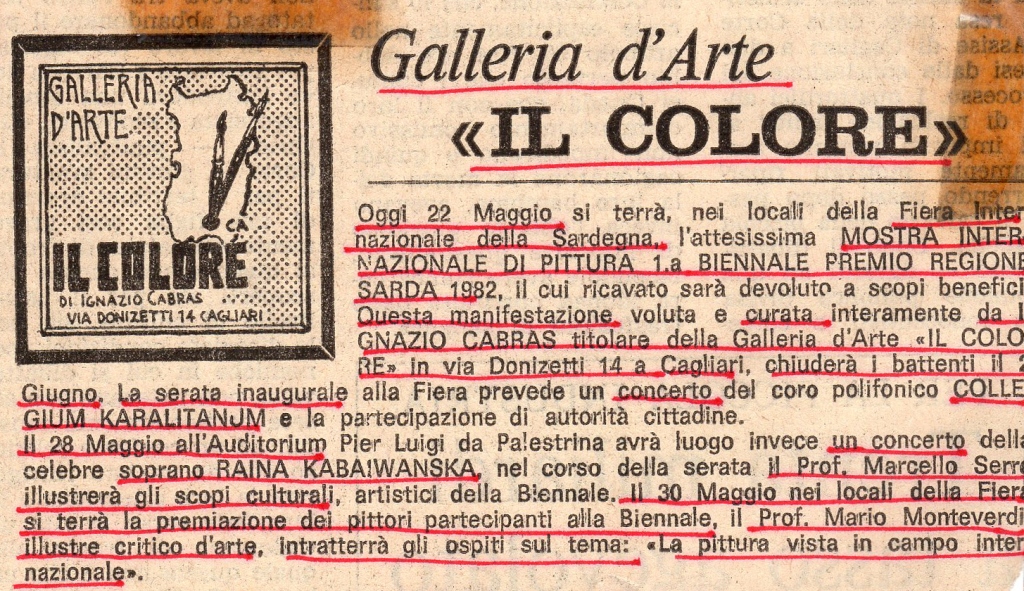 GALLERIA
D'ARTE
CA
IL COLORE
DI IGNAZIO CABRAS
VIA DONIZETTI 14 CAGLIARI
Galleria d'Arte
«IL COLORE»
Oggi 22 Maggio si terrà, nei locali della Fiera Inter
nazionale della Sardegna, l'attesissima MOSTRA INTER
NAZIONALE DI PITTURA 1.a BIENNALE PREMIO REGIONE
SARDA 1982, il cui ricavato sarà devoluto a scopi benefici
Questa manifestazione voluta e curata interamente da I
GNAZIO CABRAS titolare della Galleria d'Arte «IL COLO
RE» in via Donizetti 14 a Cagliari, chiuderà i battenti il 2
Giugno. La serata inaugurale alla Fiera prevede un concerto del coro polifonico COLLE
GIUM KARALITANUM e la partecipazione di autorità cittadine.
Il 28 Maggio all'Auditorium Pier Luigi da Palestrina avrà luogo invece un concerto della
celebre soprano RAINA KABAIWANSKA, nel corso della serata il Prof. Marcello Serre
illustrerà gli scopi culturali, artistici della Biennale. Il 30 Maggio nei locali della Fiera
si terrà la premiazione dei pittori partecipanti alla Biennale, il Prof. Mario Monteverdi
illustre critico d'arte, intratterrà gli ospiti sul tema: «La pittura vista in campo inter
nazionale».